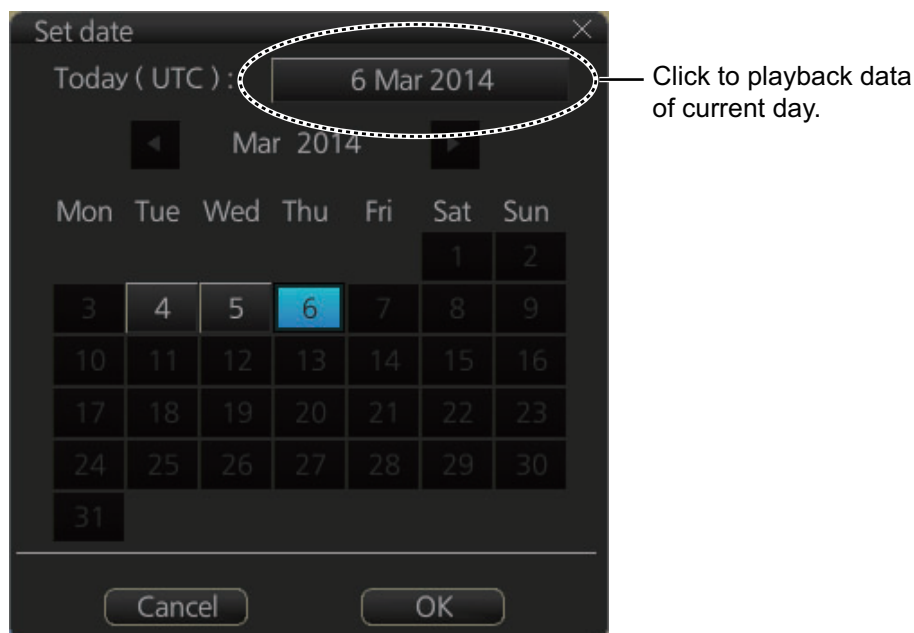 Set date
Today ( UTC ) : 6 Mar 2014
Click to playback data
of current day.
Mar 2014
Mon Tue Wed Thu Fri Sat Sun
1 2
3 4 5 6 7 8 9
10 11 12 13 14 15 16
17 18 19 20 21 22 23
24 25 26 27 28 29 30
31
Cancel OK